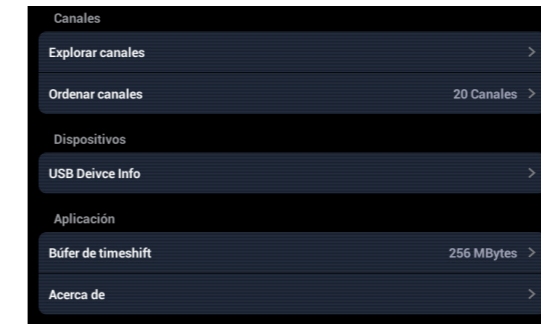 Canales
Explorar canales >
Ordenar canales 20 Canales >
Dispositivos
USB Deivce Info >
Aplicación
Búfer de timeshift 256 MBytes >
Acerca de >